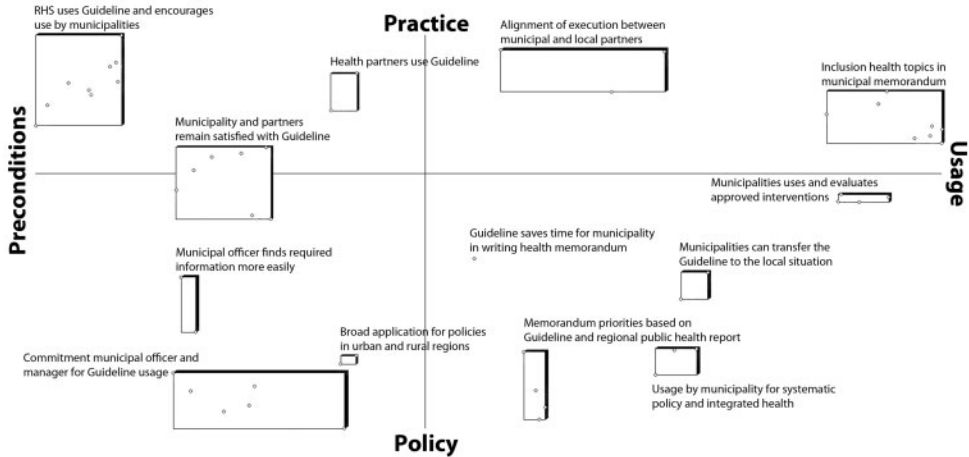 RHS uses Guideline and encourages
use by municipalities
Practice
Alignment of execution between
municipal and local partners
Health partners use Guideline
Inclusion health topics in
municipal memorandum
Preconditions
Municipality and partners
remain satisfied with Guideline
Usage
Municipalities uses and evaluates
approved interventions
Guideline saves time for municipality
in writing health memorandum
Municipal officer finds required
information more easily
Municipalities can transfer the
Guideline to the local situation
Broad application for policies
in urban and rural regions
Memorandum priorities based on
Guideline and regional public health report
Commitment municipal officer and
manager for Guideline usage
Usage by municipality for systematic
policy and integrated health
Policy